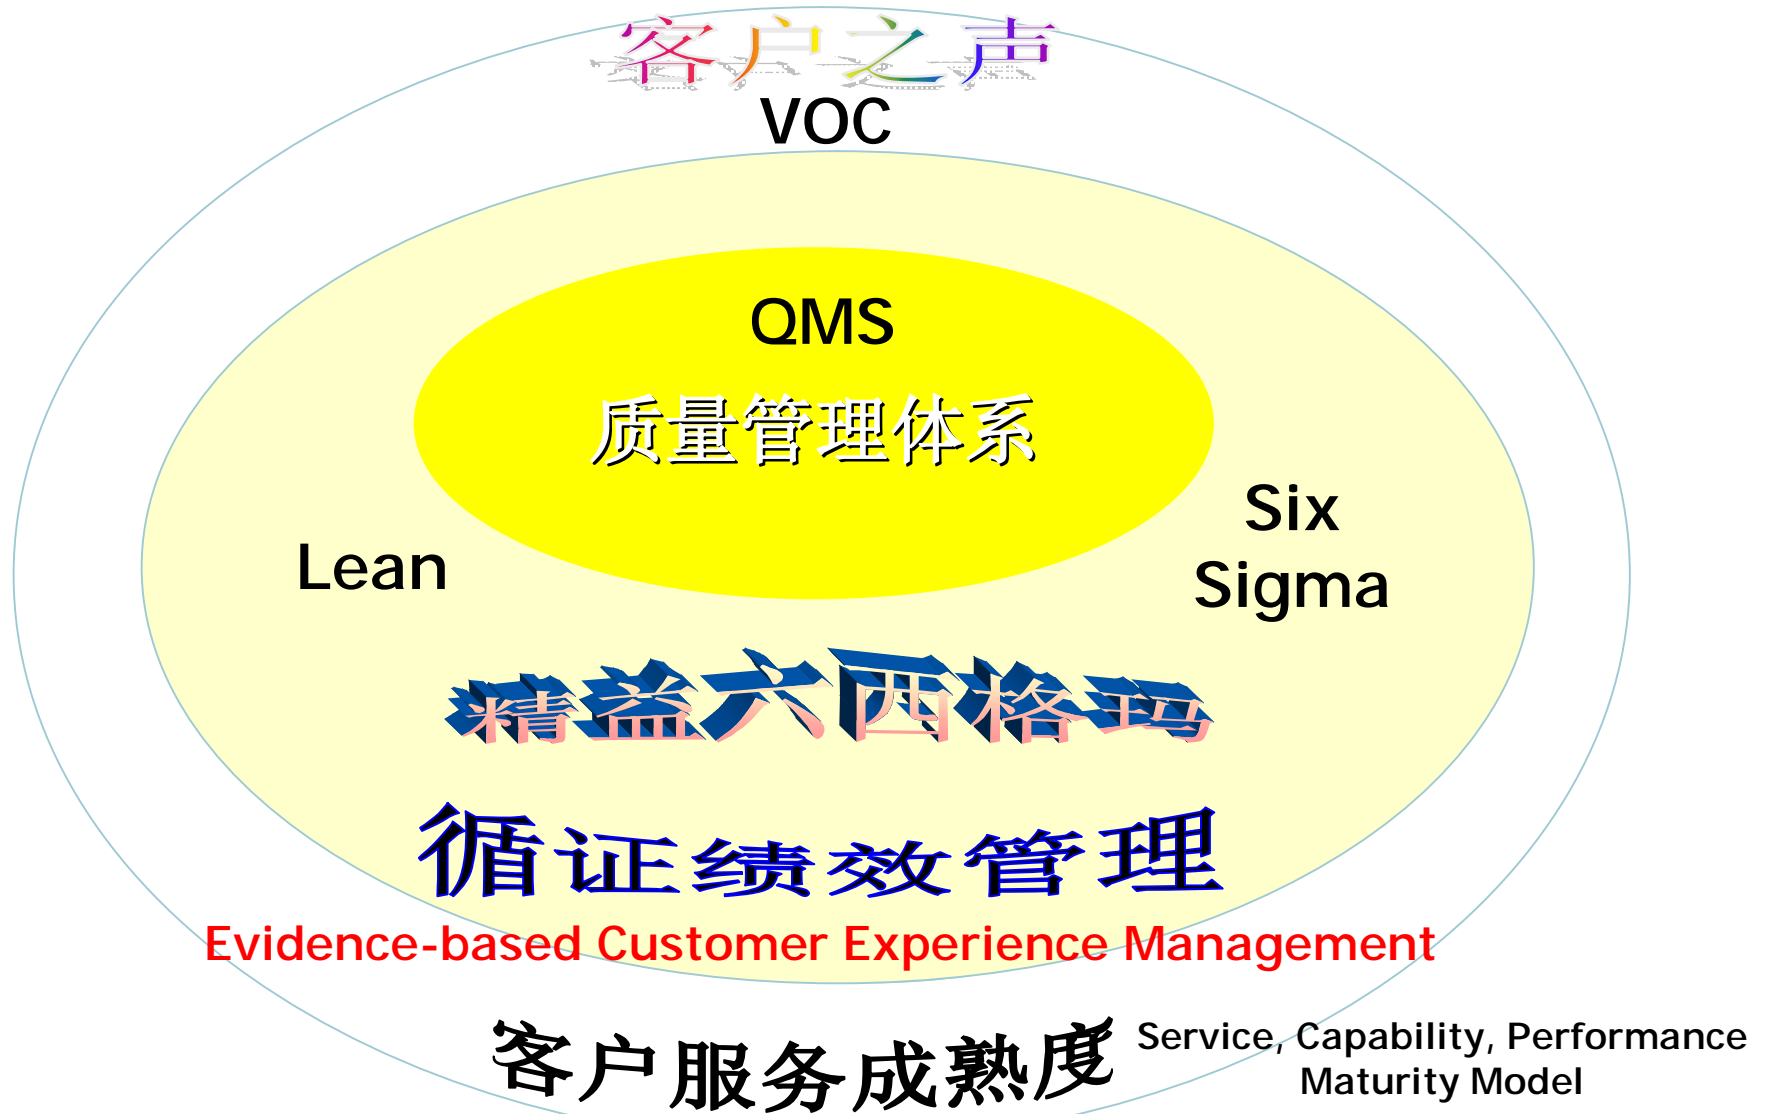 客户之声
VOC
QMS
质量管理体系
Lean
Six
Sigma
精益六西格玛
循证绩效管理
Evidence-based Customer Experience Management
客户服务成熟度
Service, Capability, Performance
Maturity Model